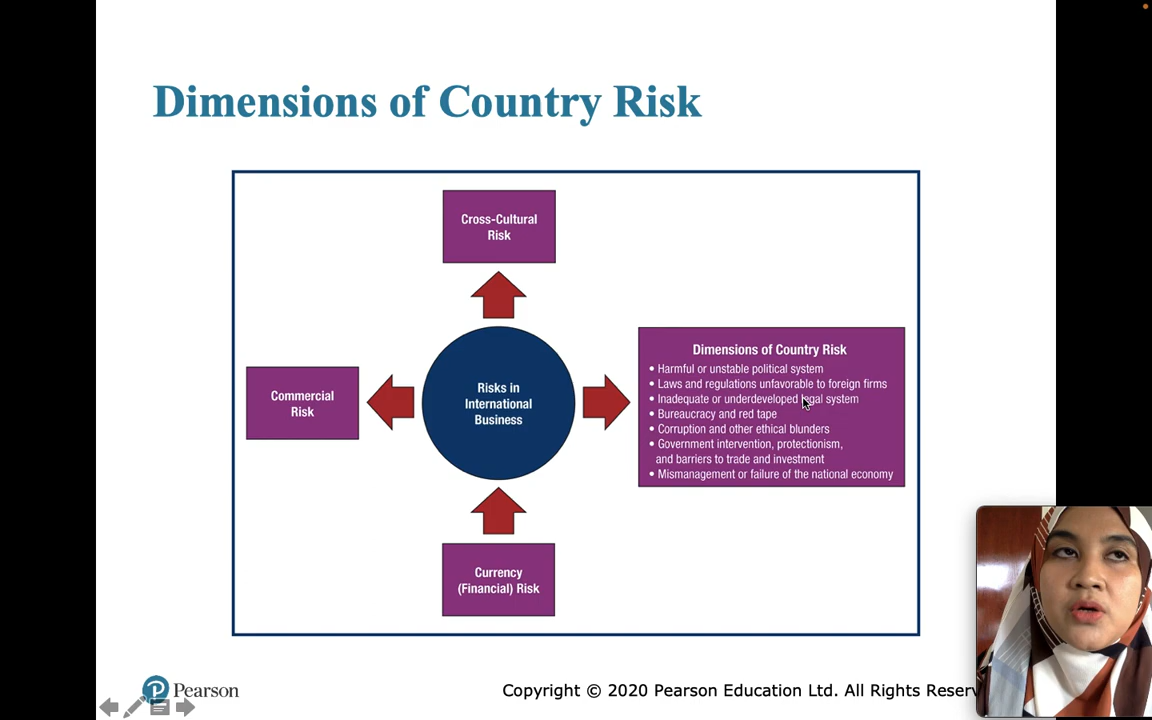 Dimensions of Country Risk
Cross-Cultural
Risk
Commercial
Risk
Risks in
International
Business
Dimensions of Country Risk
• Harmful or unstable political system
• Laws and regulations unfavorable to foreign firms
• Inadequate or underdeveloped legal system
• Bureaucracy and red tape
• Corruption and other ethical blunders
• Government intervention, protectionism,
and barriers to trade and investment
• Mismanagement or failure of the national economy
Currency
(Financial) Risk
Pearson
Copyright © 2020 Pearson Education Ltd. All Rights Reserv